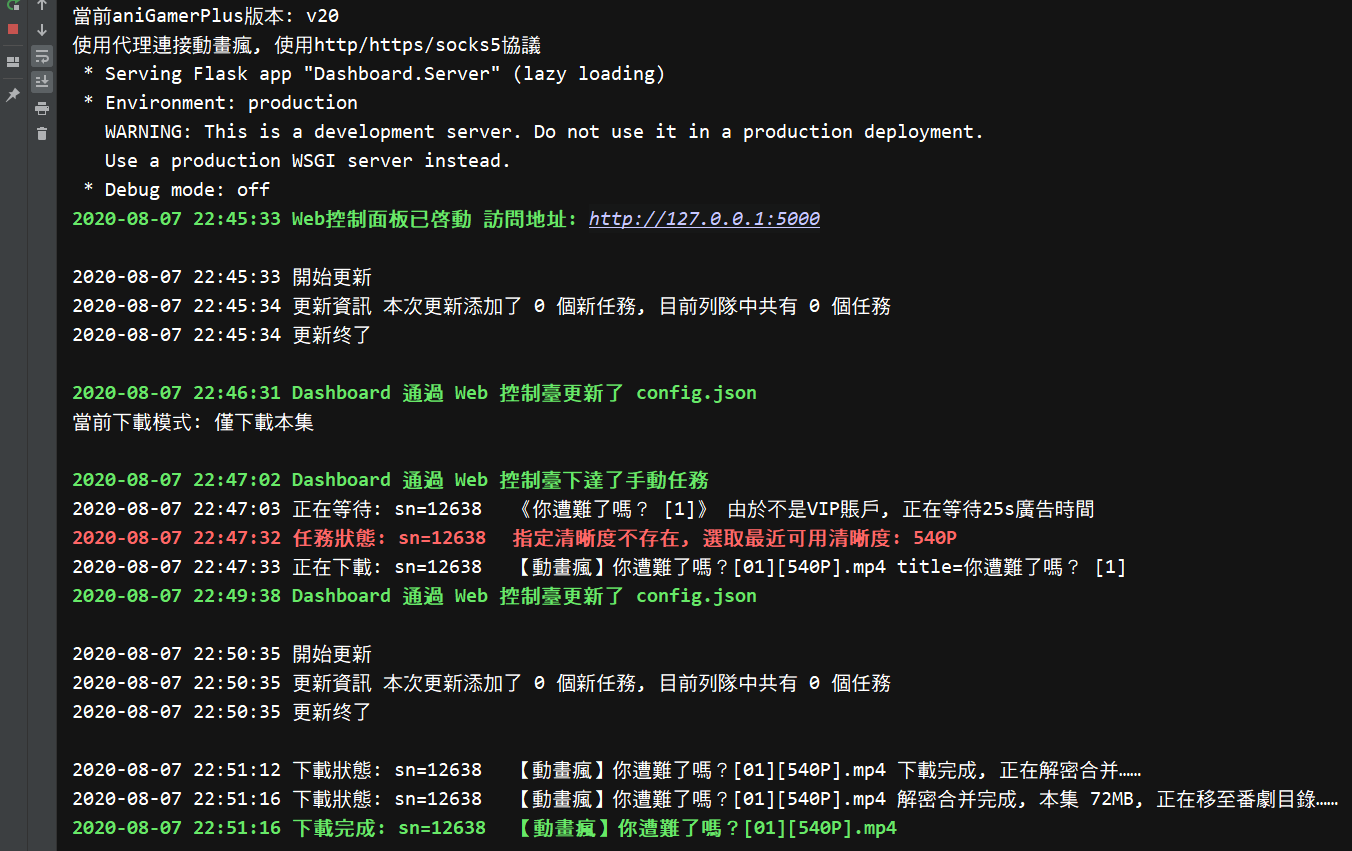 當前aniGamerPlus版本: v20
使用代理連接動畫瘋, 使用http/https/socks5協議
* Serving Flask app "Dashboard.Server" (lazy loading)
* Environment: production
WARNING: This is a development server. Do not use it in a production deployment.
Use a production WSGI server instead.
* Debug mode: off
2020-08-07 22:45:33 Web控制面板已啓動 訪問地址: http://127.0.0.1:5000
2020-08-07 22:45:33 開始更新
2020-08-07 22:45:34 更新資訊 本次更新添加了 0 個新任務, 目前列隊中共有 0 個任務
2020-08-07 22:45:34 更新终了
2020-08-07 22:46:31 Dashboard 通過 Web 控制臺更新了 config.json
當前下載模式: 僅下載本集
2020-08-07 22:47:02 Dashboard 通過 Web 控制臺下達了手動任務
2020-08-07 22:47:03 正在等待: sn=12638 《你遭難了嗎？ [1]》 由於不是VIP賬戶, 正在等待25s廣告時間
2020-08-07 22:47:32 任務狀態: sn=12638 指定清晰度不存在, 選取最近可用清晰度: 540P
2020-08-07 22:47:33 正在下載: sn=12638 【動畫瘋】你遭難了嗎？[01][540P].mp4 title=你遭難了嗎？ [1]
2020-08-07 22:49:38 Dashboard 通過 Web 控制臺更新了 config.json
2020-08-07 22:50:35 開始更新
2020-08-07 22:50:35 更新資訊 本次更新添加了 0 個新任務, 目前列隊中共有 0 個任務
2020-08-07 22:50:35 更新终了
2020-08-07 22:51:12 下載狀態: sn=12638 【動畫瘋】你遭難了嗎？[01][540P].mp4 下載完成, 正在解密合并……
2020-08-07 22:51:16 下載狀態: sn=12638 【動畫瘋】你遭難了嗎？[01][540P].mp4 解密合并完成, 本集 72MB, 正在移至番劇目錄……
2020-08-07 22:51:16 下載完成: sn=12638 【動畫瘋】你遭難了嗎？[01][540P].mp4